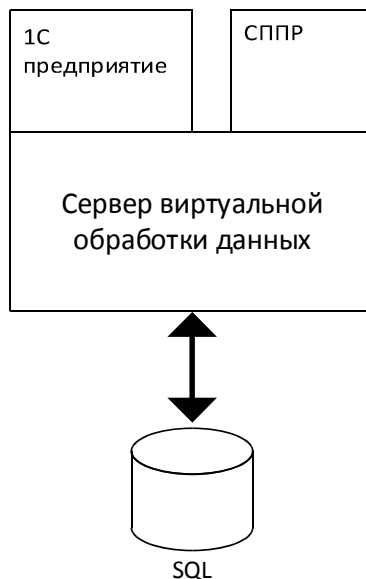 1С
предприятие
СППР
Сервер виртуальной
обработки данных
SQL